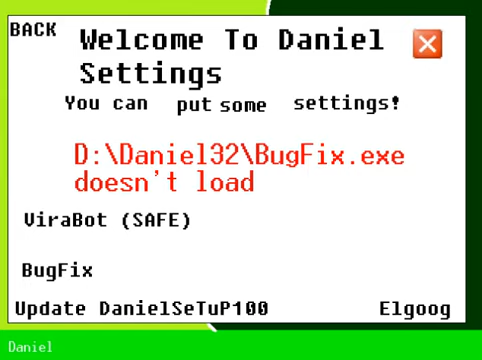 BACK
Welcome To Daniel
Settings
You can put some settings!
D:\Daniel32\BugFix.exe
doesn't load
ViraBot (SAFE)
BugFix
Update DanielSeTuP100 Elgoog
Daniel